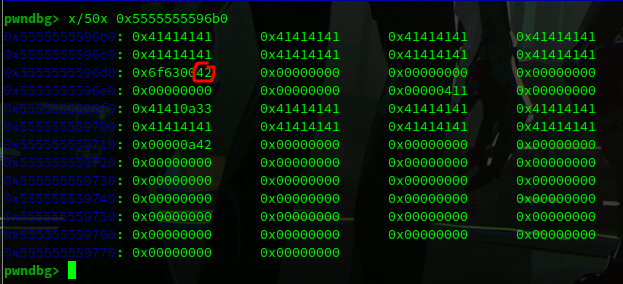 pwndbg> x/50x 0x5555555596b0
0x5555555596b0: 0x41414141 0x41414141 0x41414141 0x41414141
0x5555555596c0: 0x41414141 0x41414141 0x41414141 0x41414141
0x5555555596d0: 0x6f630042 0x00000000 0x00000000 0x00000000
0x5555555596e0: 0x00000000 0x00000000 0x00000411 0x00000000
0x5555555596f0: 0x41410a33 0x41414141 0x41414141 0x41414141
0x555555559700: 0x41414141 0x41414141 0x41414141 0x41414141
0x555555559710: 0x00000a42 0x00000000 0x00000000 0x00000000
0x555555559720: 0x00000000 0x00000000 0x00000000 0x00000000
0x555555559730: 0x00000000 0x00000000 0x00000000 0x00000000
0x555555559740: 0x00000000 0x00000000 0x00000000 0x00000000
0x555555559750: 0x00000000 0x00000000 0x00000000 0x00000000
0x555555559760: 0x00000000 0x00000000 0x00000000 0x00000000
0x555555559770: 0x00000000 0x00000000
pwndbg>